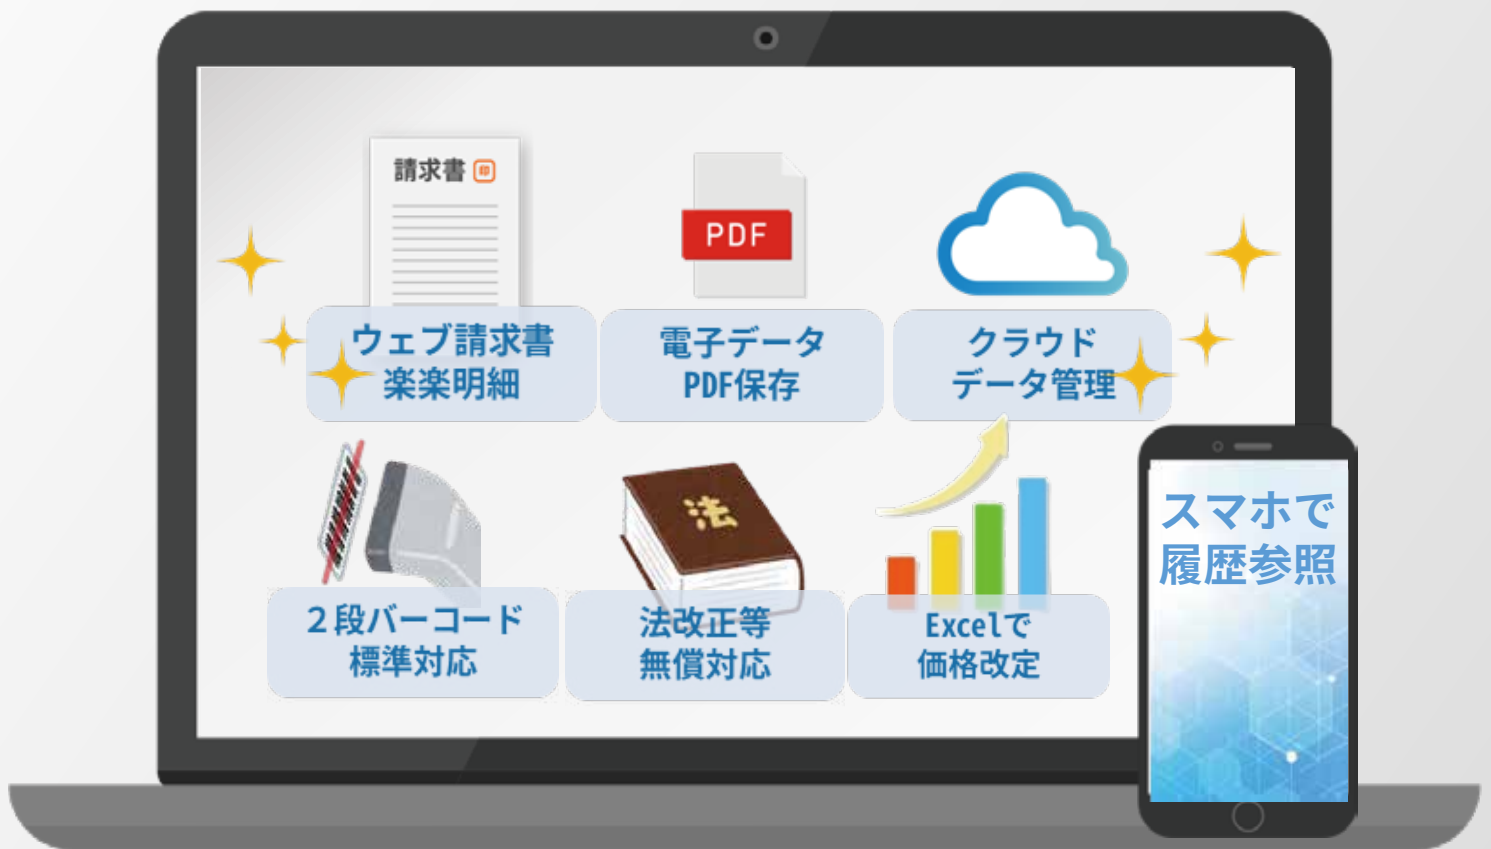 請求書 印
PDF
ウェブ請求書
楽楽明細
電子データ
PDF保存
クラウド
データ管理
法
２段バーコード
標準対応
法改正等
無償対応
Excelで
価格改定
スマホで
履歴参照